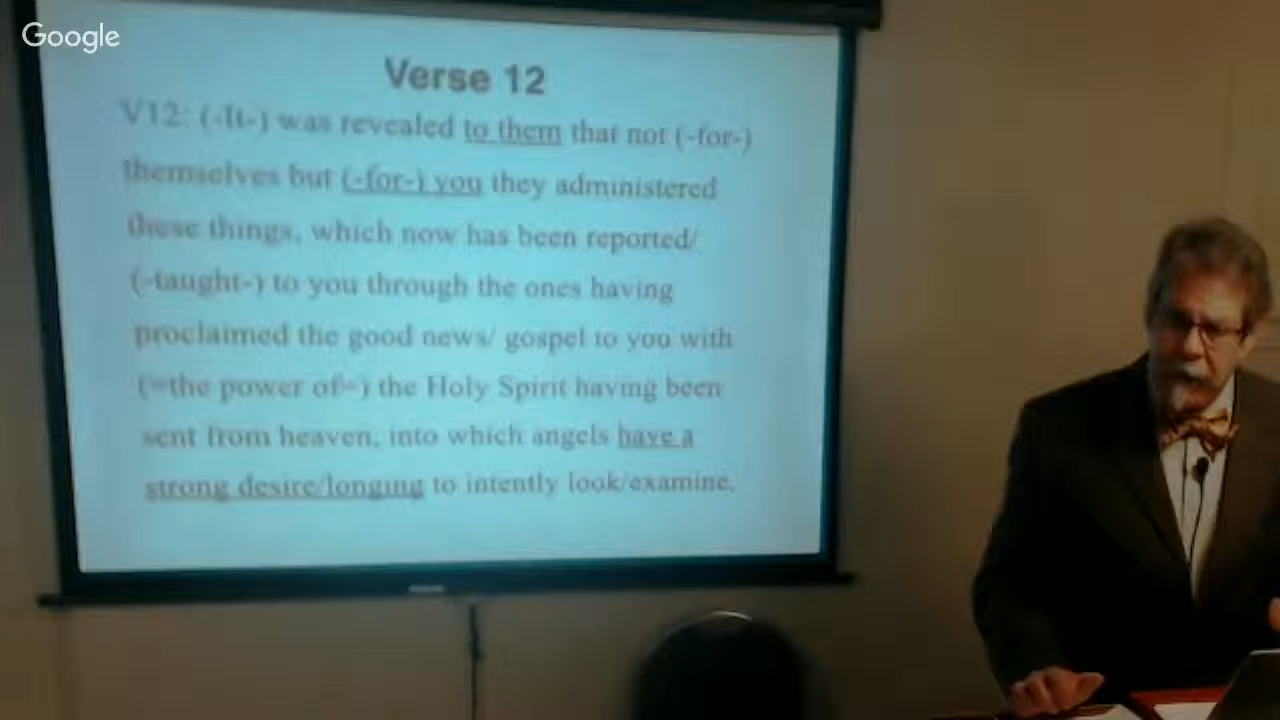 Google
Verse 12
V12: (-It-) was revealed to them that not (-for-)
themselves but (-for-) you they administered
these things, which now has been reported/
(-taught-) to you through the ones having
proclaimed the good news/ gospel to you with
(=the power of=) the Holy Spirit having been
sent from heaven, into which angels have a
strong desire/longing to intently look/examine.